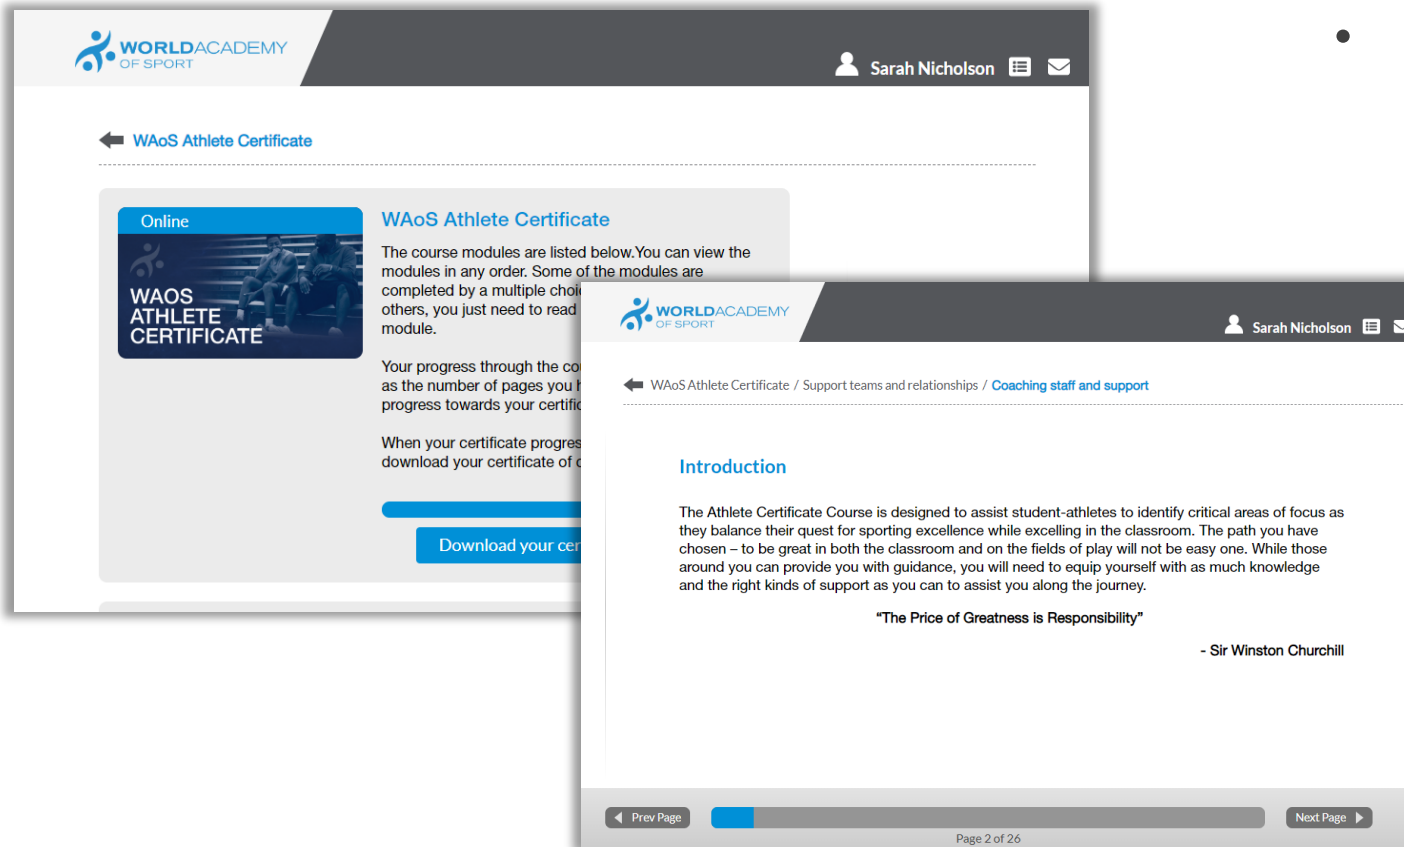 WORLDACADEMY
OF SPORT
Sarah Nicholson
WAoS Athlete Certificate
Online
WAOS
ATHLETE
CERTIFICATE
WAoS Athlete Certificate
The course modules are listed below.You can view the
modules in any order. Some of the modules are
completed by a multiple
others, you just need to read
module.
Your progress through the
as the number of pages you
progress towards your
When your certificate
download your certificate of
Download your
WORLDACADEMY
OF SPORT
Sarah Nicholson
WAoS Athlete Certificate / Support teams and relationships / Coaching staff and support
Introduction
The Athlete Certificate Course is designed to assist student-athletes to identify critical areas of focus as
they balance their quest for sporting excellence while excelling in the classroom. The path you have
chosen – to be great in both the classroom and on the fields of play will not be easy one. While those
around you can provide you with guidance, you will need to equip yourself with as much knowledge
and the right kinds of support as you can to assist you along the journey.
“The Price of Greatness is Responsibility”
- Sir Winston Churchill
Prev Page
Next Page
Page 2 of 26